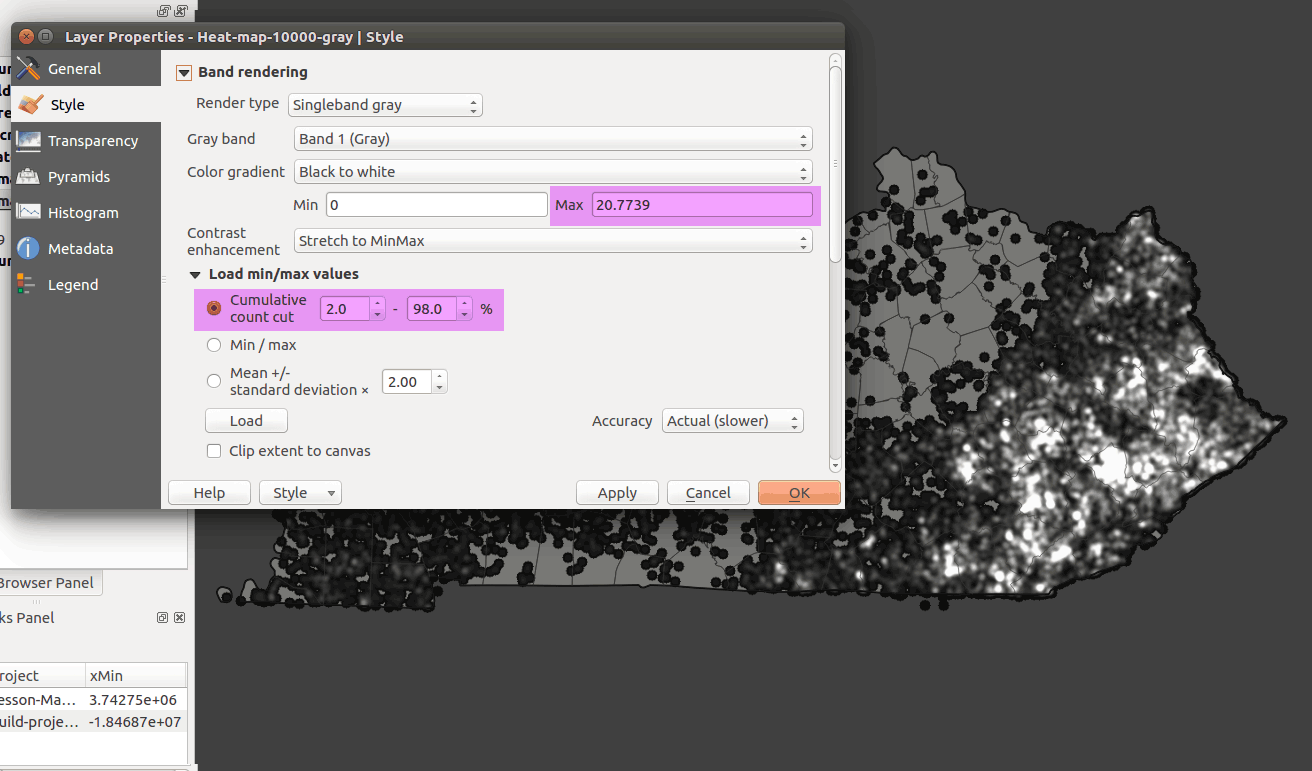 Layer Properties - Heat-map-10000-gray | Style
General
Style
Transparency
Pyramids
Histogram
Metadata
Legend
Band rendering
Render type Singleband gray
Gray band Band 1 (Gray)
Color gradient Black to white
Min 0 Max 20.7739
Contrast
enhancement Stretch to MinMax
Load min/max values
Cumulative
count cut 2.0 - 98.0 %
Min / max
Mean +/-
standard deviation × 2.00
Load Accuracy Actual (slower)
Clip extent to canvas
Help Style Apply Cancel OK
Browser Panel
ks Panel
roject xMin
esson-Ma... 3.74275e+06
uild-proje... -1.84687e+07